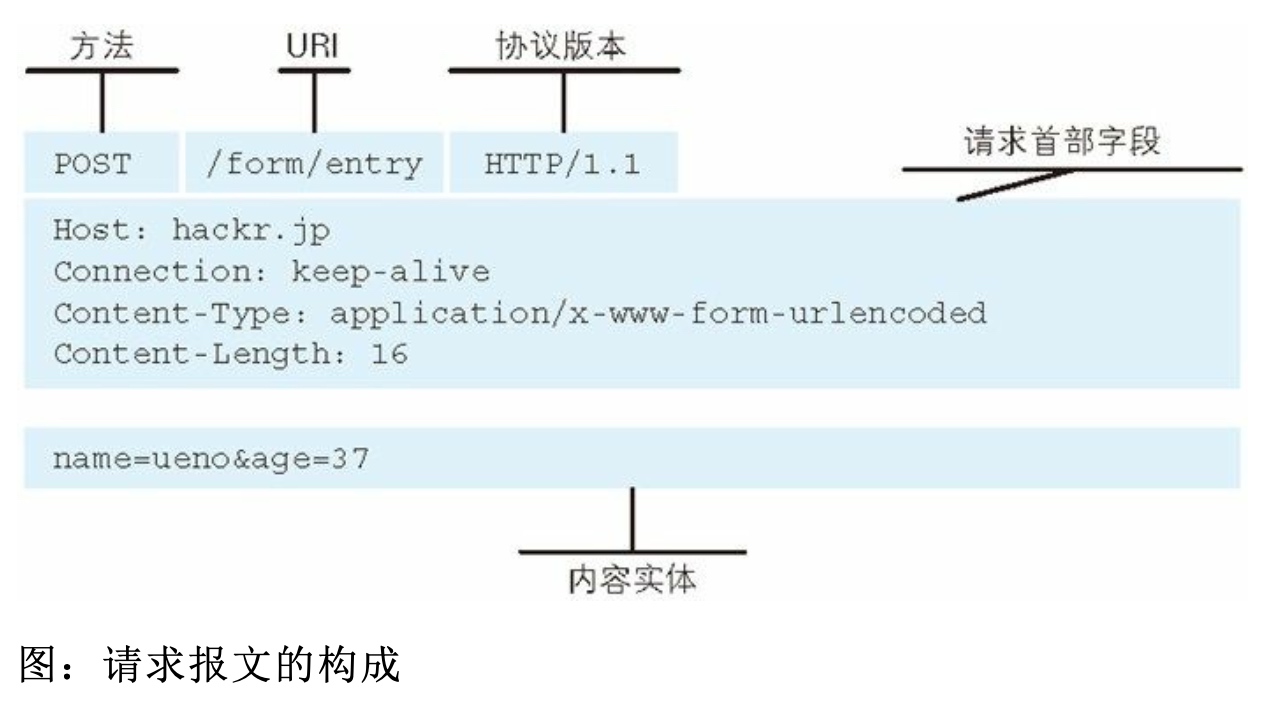 方法 URI 协议版本
请求首部字段
POST /form/entry HTTP/1.1
Host: hackr.jp
Connection: keep-alive
Content-Type: application/x-www-form-urlencoded
Content-Length: 16
name=ueno&age=37
内容实体
图：请求报文的构成